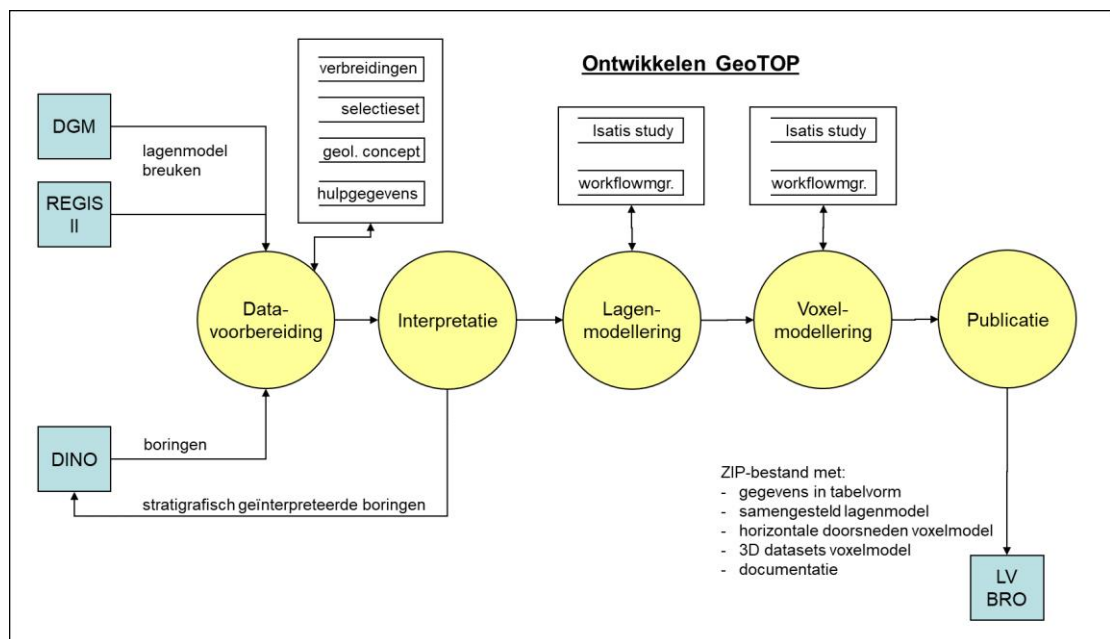 Ontwikkelen GeoTOP
verbreidingen
selectieset
geol. concept
hulpgegevens
Isatis study
workflowmgr.
Isatis study
workflowmgr.
DGM
lagenmodel
breuken
REGIS
II
Data-
voorbereiding
Interpretatie
Lagen-
modellering
Voxel-
modellering
Publicatie
DINO
boringen
stratigrafisch geïnterpreteerde boringen
ZIP-bestand met:
- gegevens in tabelvorm
- samengesteld lagenmodel
- horizontale doorsneden voxelmodel
- 3D datasets voxelmodel
- documentatie
LV
BRO